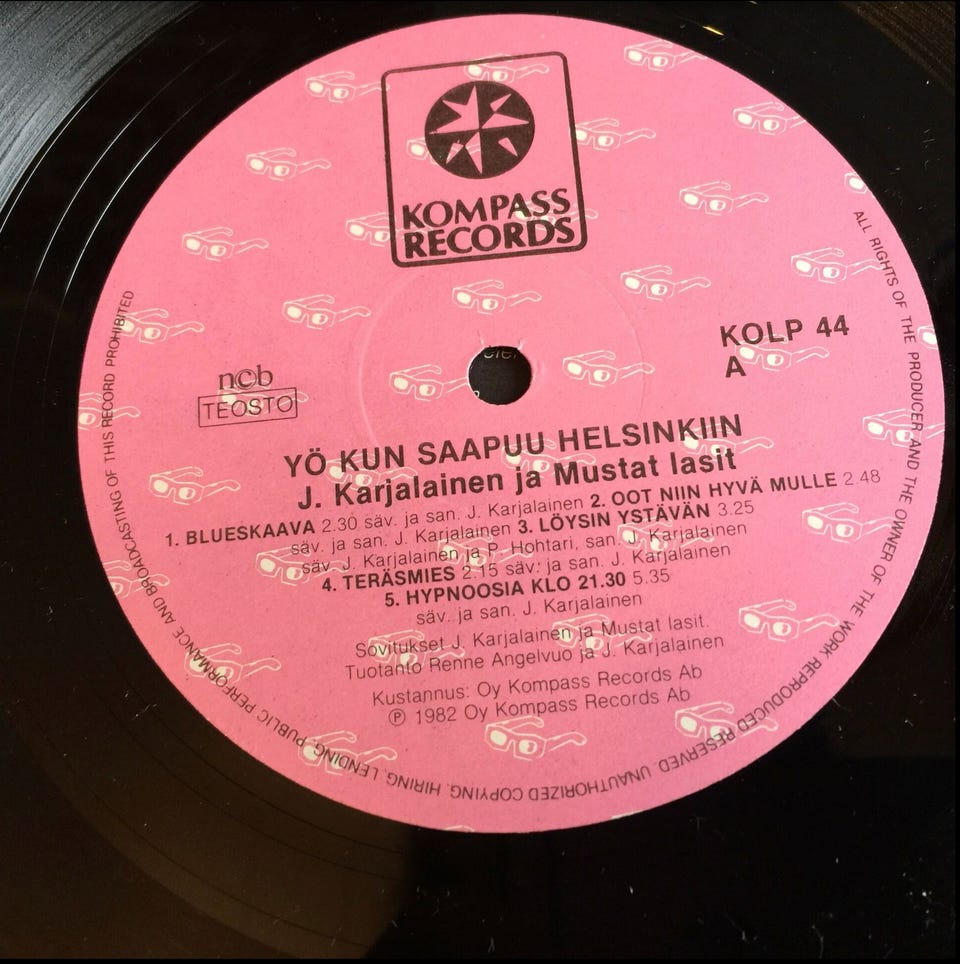 KOMPASS
RECORDS
KOLP 44
A
ncb
TEOSTO
YÖ KUN SAAPUU HELSINKIIN
J. Karjalainen ja Mustat lasit
1. BLUESKAAVA 2.30 säv. ja san. J. Karjalainen 2. OOT NIIN HYVÄ MULLE 2.48
säv. ja san. J. Karjalainen 3. LÖYSIN YSTÄVÄN 3.25
säv. J. Karjalainen ja P. Hohtari, san. J. Karjalainen
4. TERÄSMIES 2.15 säv. ja san. J. Karjalainen
5. HYPNOOSIA KLO 21.30 5.35
säv. ja san. J. Karjalainen
Sovitukset J. Karjalainen ja Mustat lasit.
Tuotanto Renne Angelvuo ja J. Karjalainen
Kustannus: Oy Kompass Records Ab
℗ 1982 Oy Kompass Records Ab
ALL RIGHTS OF THE PRODUCER AND THE OWNER OF THE WORK REPRODUCED RESERVED. UNAUTHORIZED COPYING, HIRING, LENDING, PUBLIC PERFORMANCE AND BROADCASTING OF THIS RECORD PROHIBITED